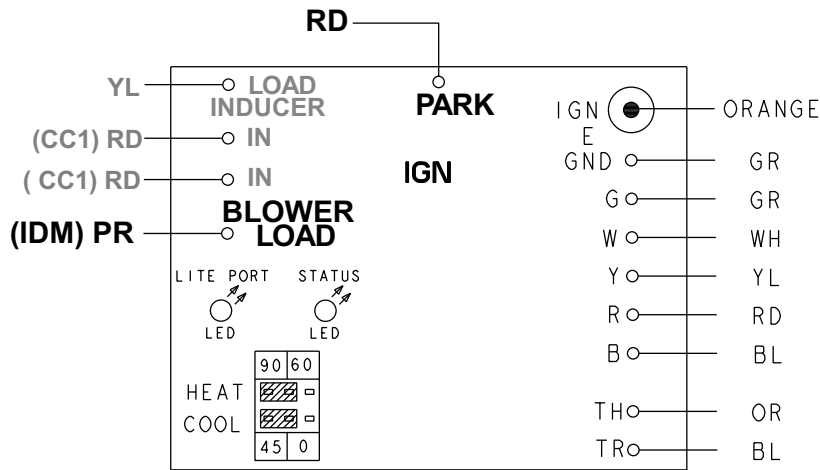 RD
YL
LOAD
INDUCER
PARK
IGN
E
ORANGE
(CC1) RD
IN
GND
GR
( CC1) RD
IN
IGN
G
GR
(IDM) PR
BLOWER
LOAD
W
WH
Y
YL
LITE PORT
STATUS
LED
LED
R
RD
B
BL
90 60
HEAT
COOL
45 0
TH
OR
TR
BL